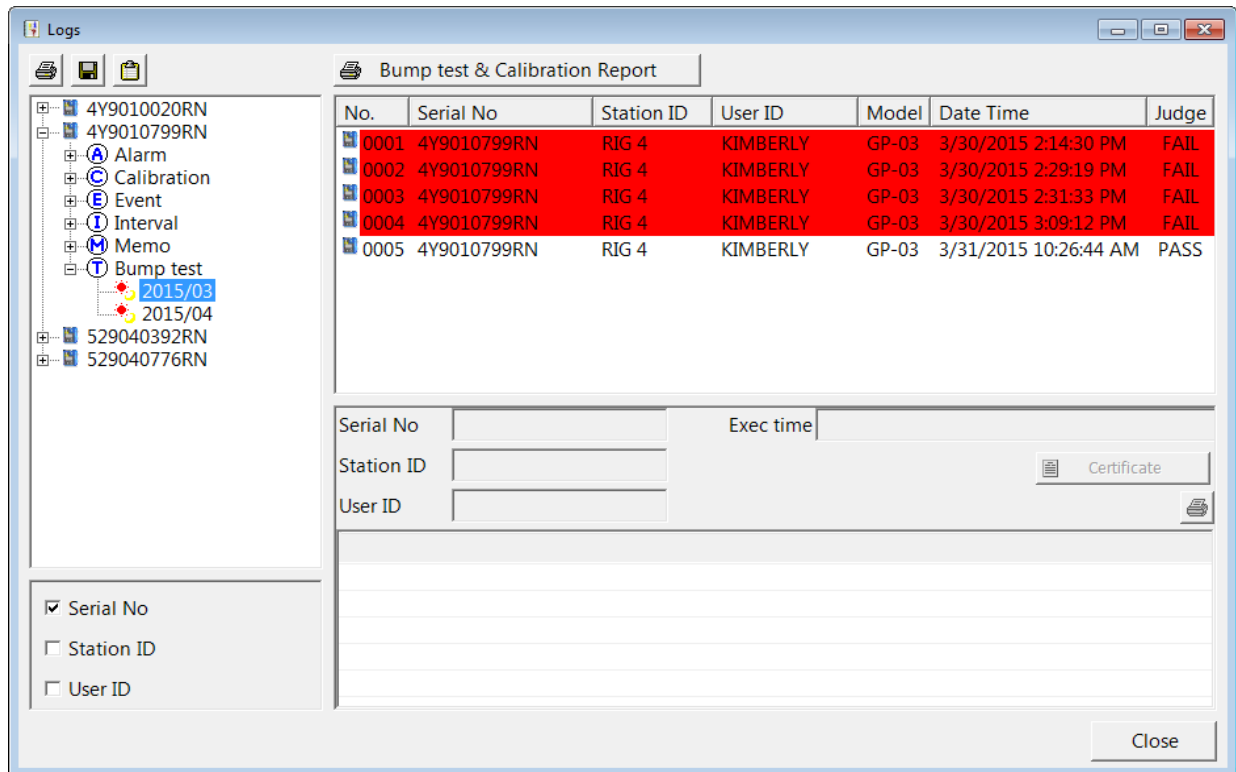 Logs
Bump test & Calibration Report
4Y9010020RN
4Y9010799RN
A Alarm
C Calibration
E Event
I Interval
M Memo
T Bump test
2015/03
2015/04
529040392RN
529040776RN
No. Serial No Station ID User ID Model Date Time Judge
0001 4Y9010799RN RIG 4 KIMBERLY GP-03 3/30/2015 2:14:30 PM FAIL
0002 4Y9010799RN RIG 4 KIMBERLY GP-03 3/30/2015 2:29:19 PM FAIL
0003 4Y9010799RN RIG 4 KIMBERLY GP-03 3/30/2015 2:31:33 PM FAIL
0004 4Y9010799RN RIG 4 KIMBERLY GP-03 3/30/2015 3:09:12 PM FAIL
0005 4Y9010799RN RIG 4 KIMBERLY GP-03 3/31/2015 10:26:44 AM PASS
Serial No Exec time
Station ID Certificate
User ID
Serial No
Station ID
User ID
Close